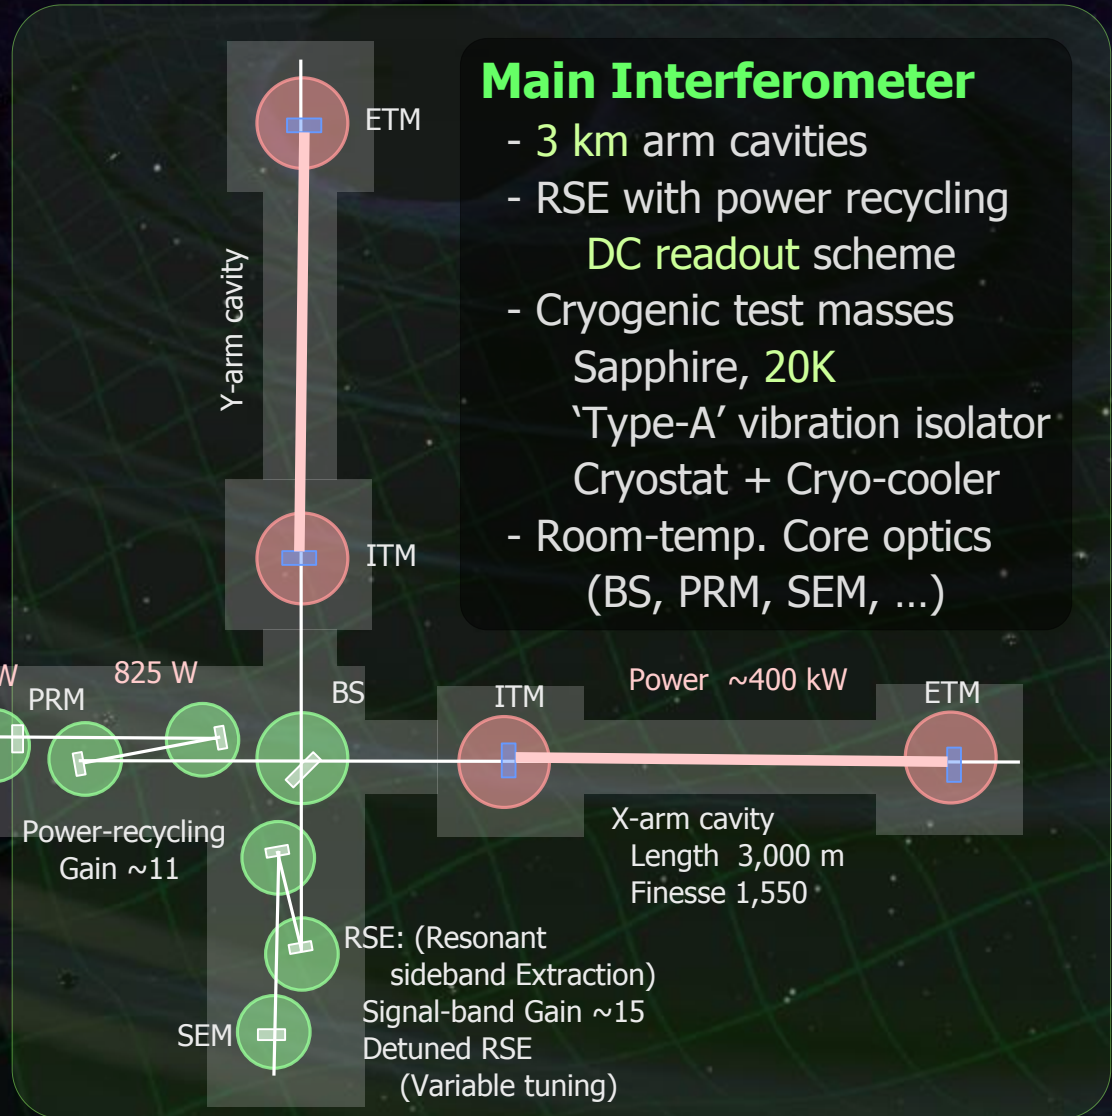 Main Interferometer
- 3 km arm cavities
- RSE with power recycling
DC readout scheme
- Cryogenic test masses
Sapphire, 20K
‘Type-A’ vibration isolator
Cryostat + Cryo-cooler
- Room-temp. Core optics
(BS, PRM, SEM, …)
ETM
Y-arm cavity
ITM
W
825 W
PRM
BS
ITM
Power ~400 kW
ETM
Power-recycling
Gain ~11
X-arm cavity
Length 3,000 m
Finesse 1,550
RSE: (Resonant
sideband Extraction)
Signal-band Gain ~15
Detuned RSE
(Variable tuning)
SEM